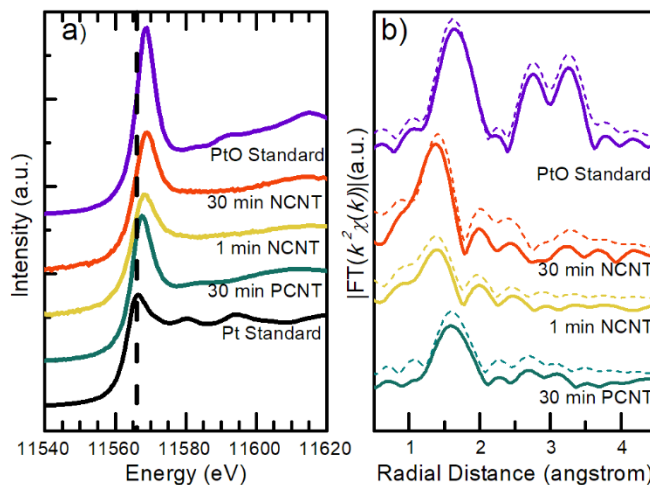 a)
PtO Standard
30 min NCNT
1 min NCNT
30 min PCNT
Pt Standard
Intensity (a.u.)
11540 11560 11580 11600 11620
Energy (eV)
b)
PtO Standard
30 min NCNT
1 min NCNT
30 min PCNT
|FT(k²χ(k))|(a.u.)
1 2 3 4
Radial Distance (angstrom)